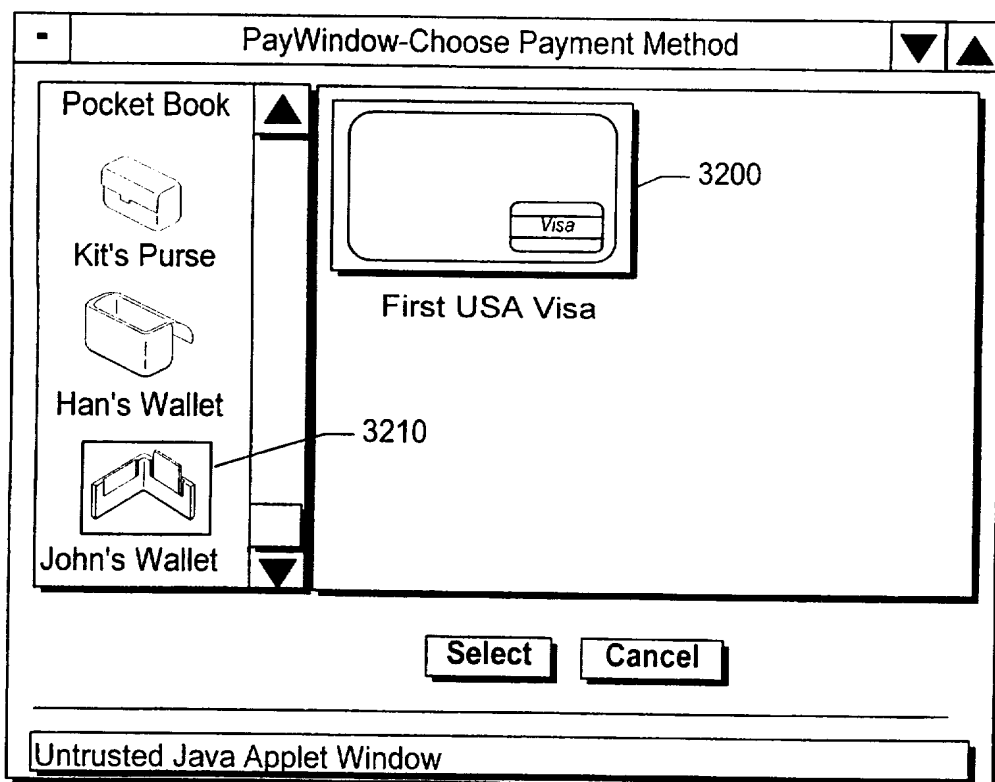 PayWindow-Choose Payment Method
Pocket Book
Kit's Purse
Han's Wallet
John's Wallet
3210
Visa
3200
First USA Visa
Select
Cancel
Untrusted Java Applet Window